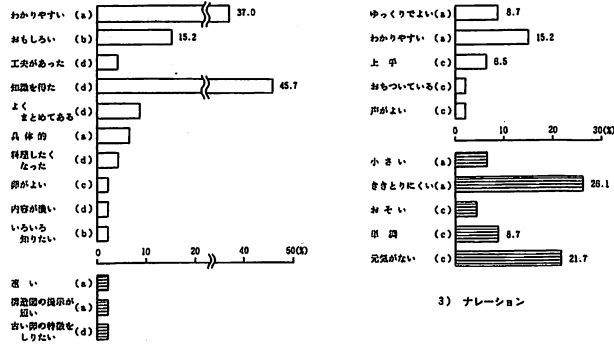 わかりやすい (a) 37.0
おもしろい (b) 15.2
工夫があった (d)
知識を得た (d) 45.7
よく
まとめてある (d)
具体的 (a)
料理したく
なった (d)
卵がよい (c)
内容が濃い (d)
いろいろ
知りたい (b)
0 10 20 50(%)
速い (a)
構造図の提示が
短い (a)
古い卵の特徴を
しりたい (d)
ゆっくりでよい (a) 8.7
わかりやすい (a) 15.2
上手 (c) 6.5
おちついている (c)
声がよい (c)
0 10 20 30(%)
小さい (a)
ききとりにくい (a) 26.1
おそい (c)
単調 (c) 8.7
元気がない (c) 21.7
3) ナレーション